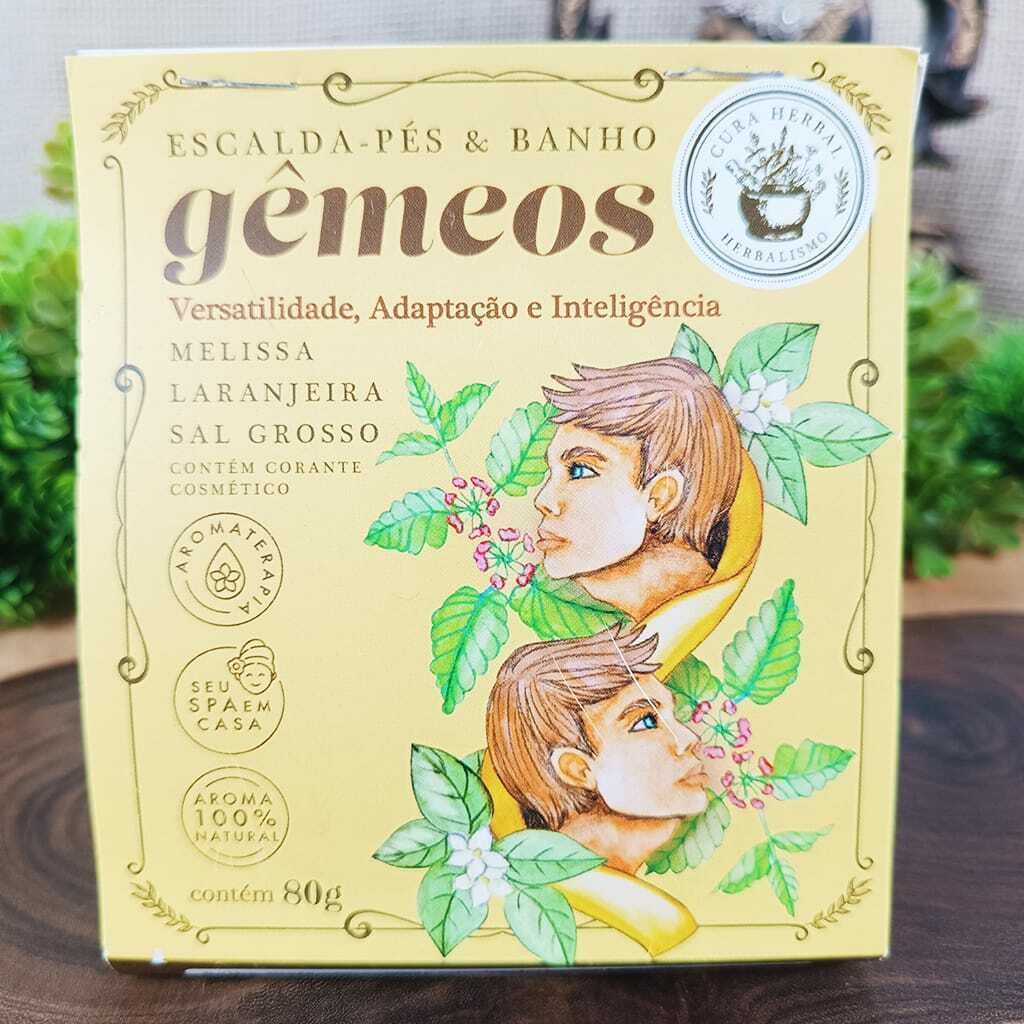 ESCALDA-PÉS & BANHO
gêmeos
CURA HERBAL
HERBALISMO
Versatilidade, Adaptação e Inteligência
MELISSA
LARANJEIRA
SAL GROSSO
CONTÉM CORANTE
COSMÉTICO
AROMATERAPIA
SEU
SPA EM
CASA
AROMA
100%
NATURAL
contém 80g